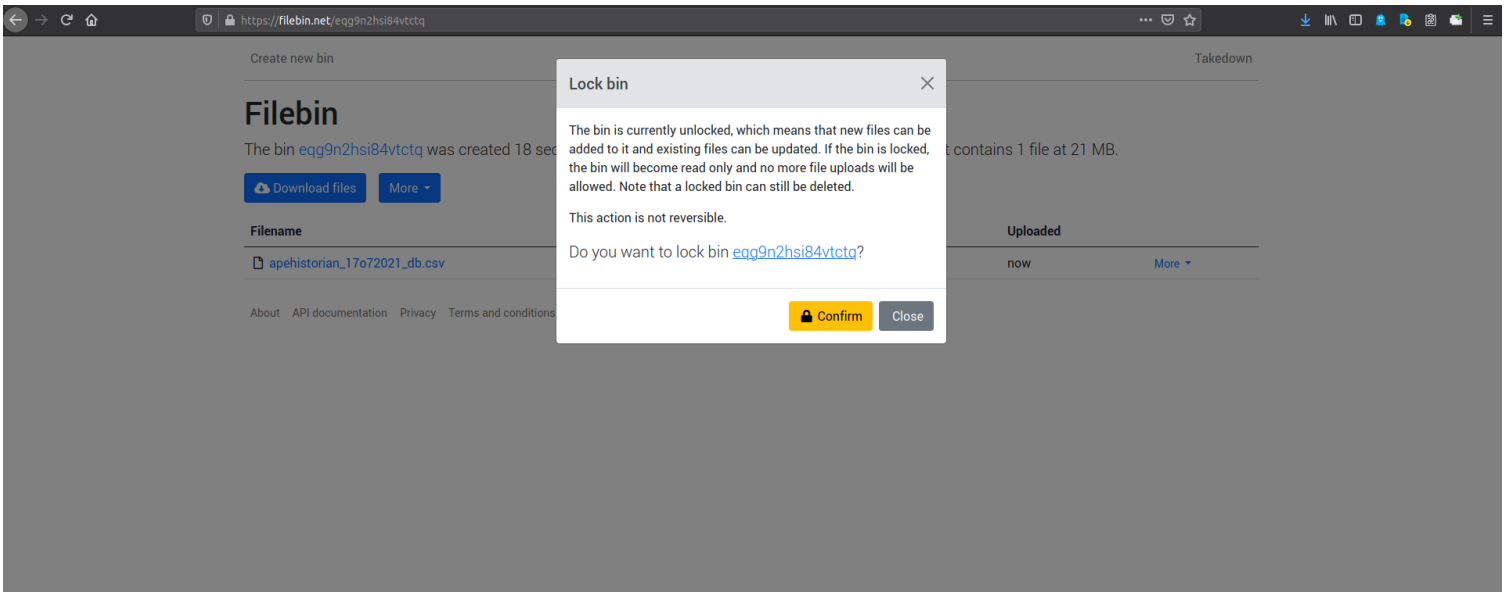 https://filebin.net/eqg9n2hsi84vtctq
Create new bin
Takedown
Filebin
The bin eqg9n2hsi84vtctq was created 18 sec
t contains 1 file at 21 MB.
Download files
More
Filename
Uploaded
apehistorian_17o72021_db.csv
now
More
About API documentation Privacy Terms and conditions
Lock bin
The bin is currently unlocked, which means that new files can be
added to it and existing files can be updated. If the bin is locked,
the bin will become read only and no more file uploads will be
allowed. Note that a locked bin can still be deleted.
This action is not reversible.
Do you want to lock bin eqg9n2hsi84vtctq?
Confirm
Close